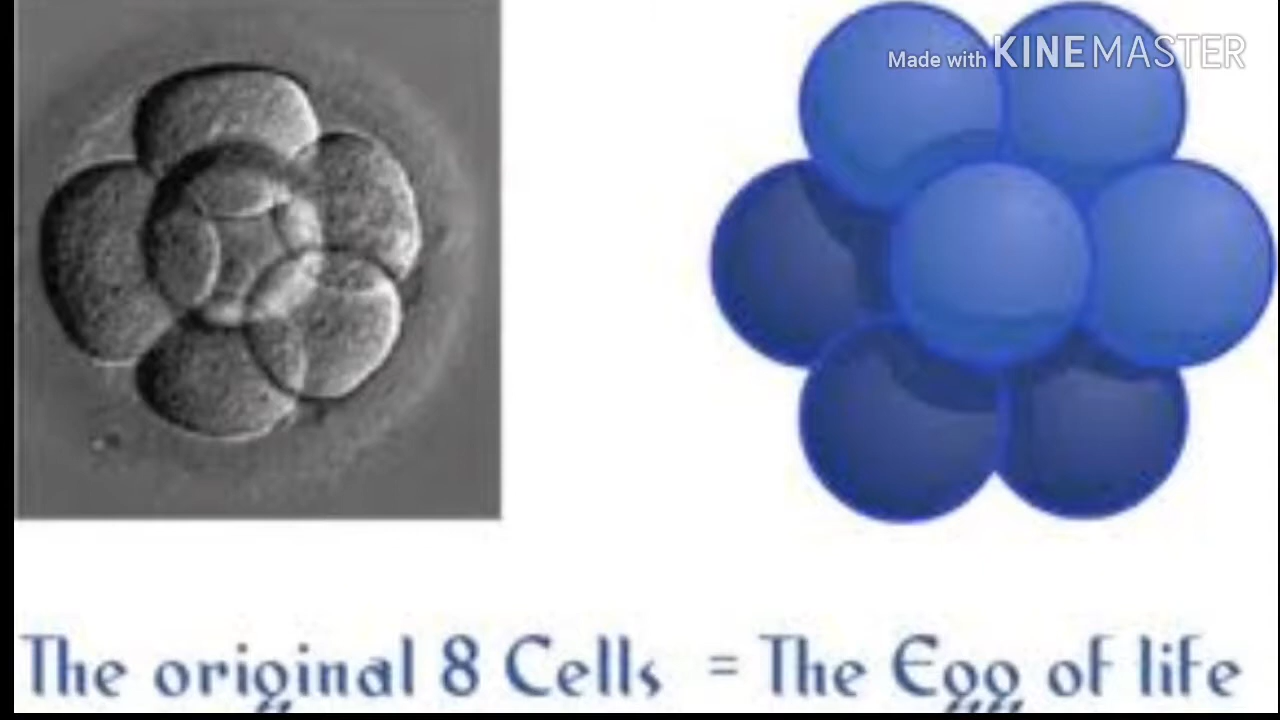 Made with KINEMASTER
The original 8 Cells = The Egg of life